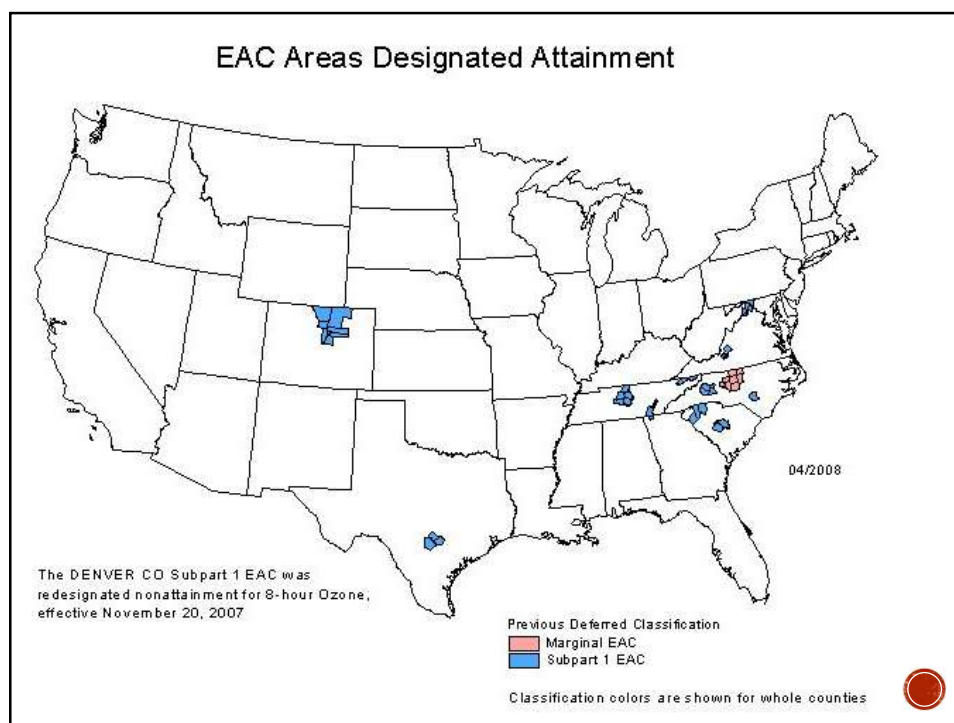 EAC Areas Designated Attainment
04/2008
The DENVER CO Subpart 1 EAC was
redesignated nonattainment for 8-hour Ozone,
effective November 20, 2007
Previous Deferred Classification
Marginal EAC
Subpart 1 EAC
Classification colors are shown for whole counties